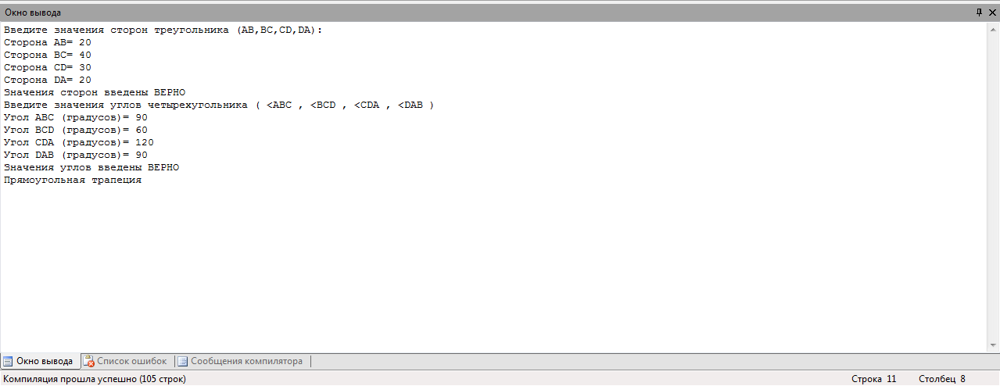 Окно вывода
Введите значения сторон треугольника (AB,BC,CD,DA):
Сторона AB= 20
Сторона BC= 40
Сторона CD= 30
Сторона DA= 20
Значения сторон введены ВЕРНО
Введите значения углов четырехугольника ( <ABC , <BCD , <CDA , <DAB )
Угол ABC (градусов)= 90
Угол BCD (градусов)= 60
Угол CDA (градусов)= 120
Угол DAB (градусов)= 90
Значения углов введены ВЕРНО
Прямоугольная трапеция
Окно вывода Список ошибок Сообщения компилятора
Компиляция прошла успешно (105 строк) Строка 11 Столбец 8